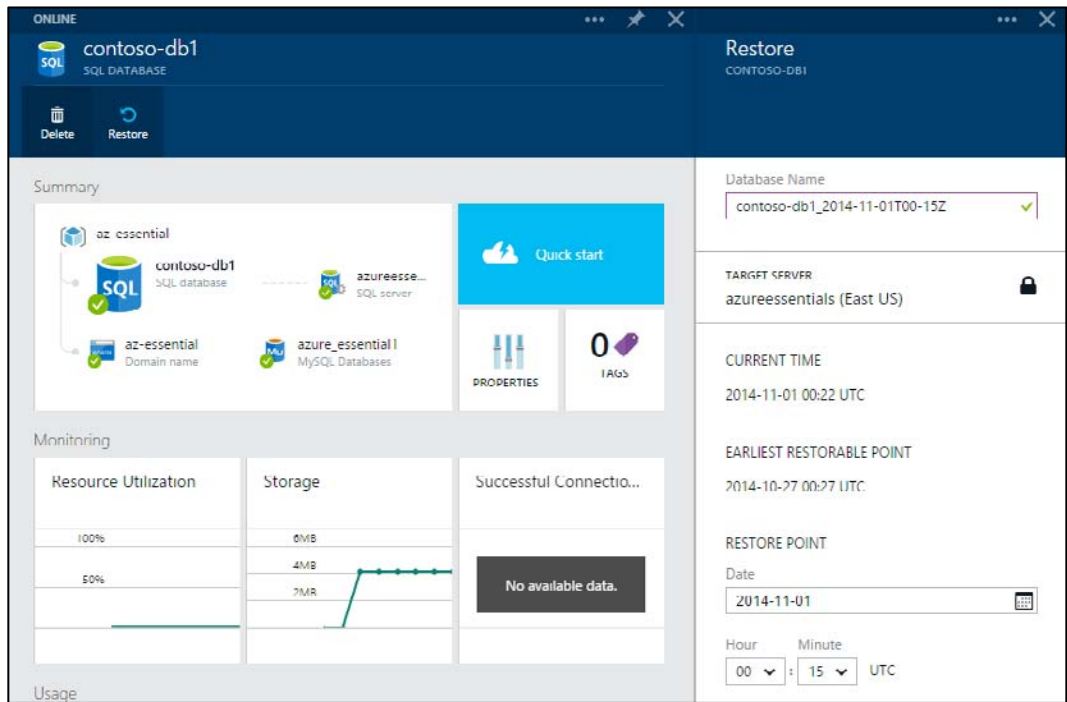 ONLINE
contoso-db1
SQL DATABASE
Delete
Restore
Summary
az-essential
contoso-db1
SQL database
azureesse...
SQL server
az-essential
Domain name
azure_essential1
MySQL Databases
Quick start
PROPERTIES
0
TAGS
Monitoring
Resource Utilization
100%
50%
Storage
6MB
4MB
2MB
Successful Connectio...
No available data.
Usage
Restore
CONTOSO-DB1
Database Name
contoso-db1_2014-11-01T00-15Z
TARGET SERVER
azureessentials (East US)
CURRENT TIME
2014-11-01 00:22 UTC
EARLIEST RESTORABLE POINT
2014-10-27 00:27 UTC
RESTORE POINT
Date
2014-11-01
Hour Minute
00 : 15 UTC